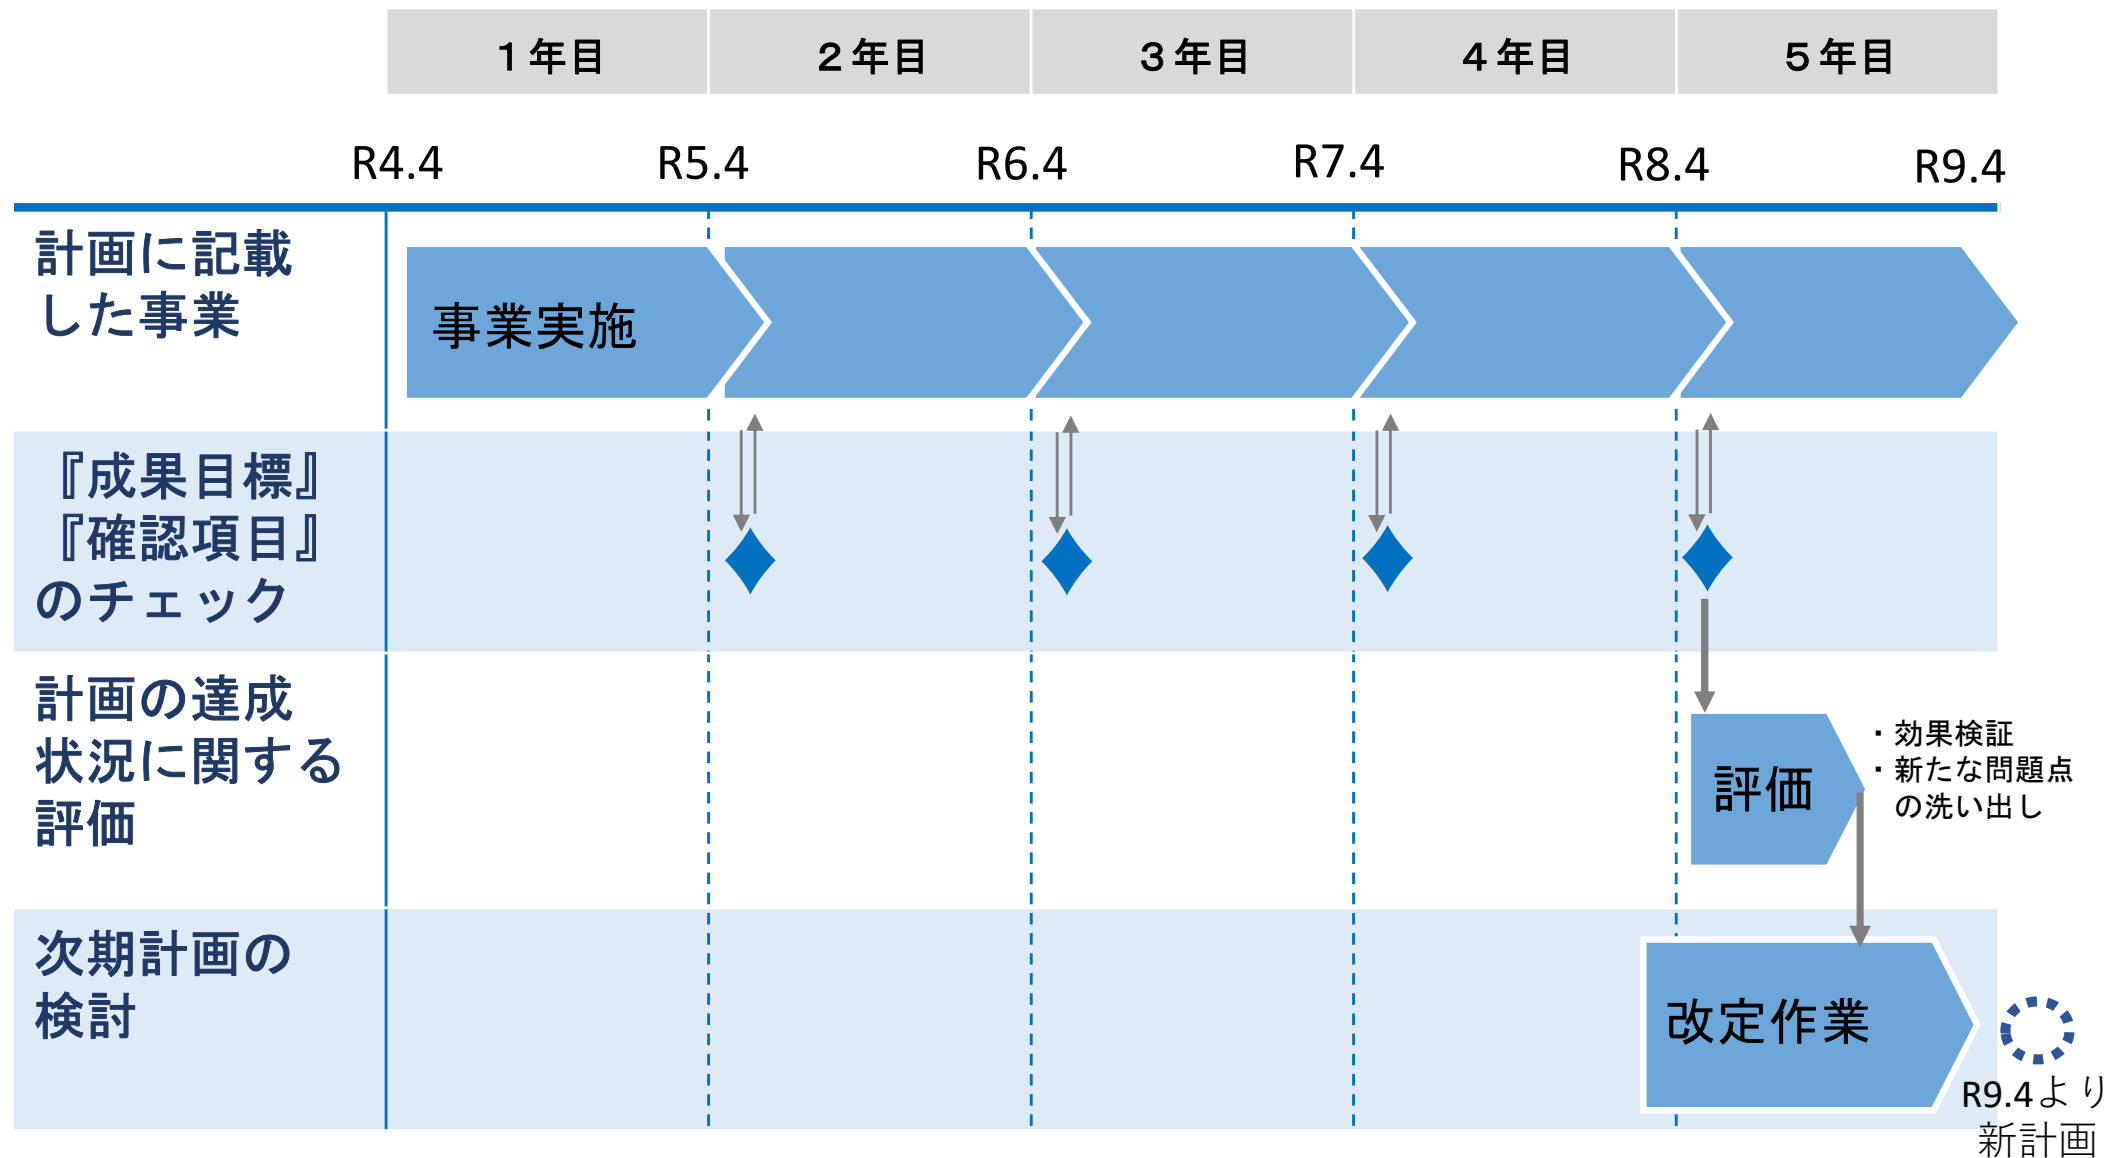 １年目
２年目
３年目
４年目
５年目
R4.4
R5.4
R6.4
R7.4
R8.4
R9.4
計画に記載
した事業
事業実施
『成果目標』
『確認項目』
のチェック
計画の達成
状況に関する
評価
評価
・効果検証
・新たな問題点
の洗い出し
次期計画の
検討
改定作業
R9.4より
新計画